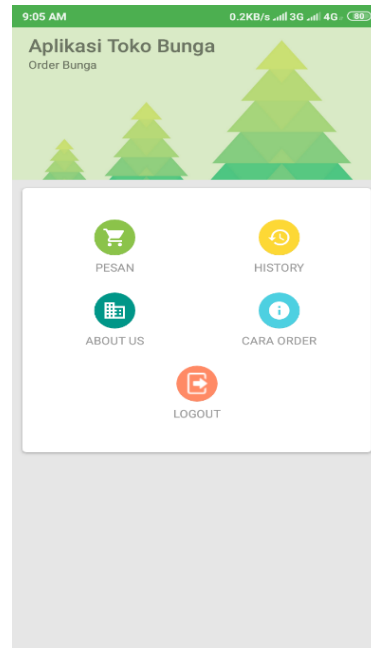 9:05 AM 0.2KB/s 3G 4G 80
Aplikasi Toko Bunga
Order Bunga
PESAN HISTORY
ABOUT US CARA ORDER
LOGOUT